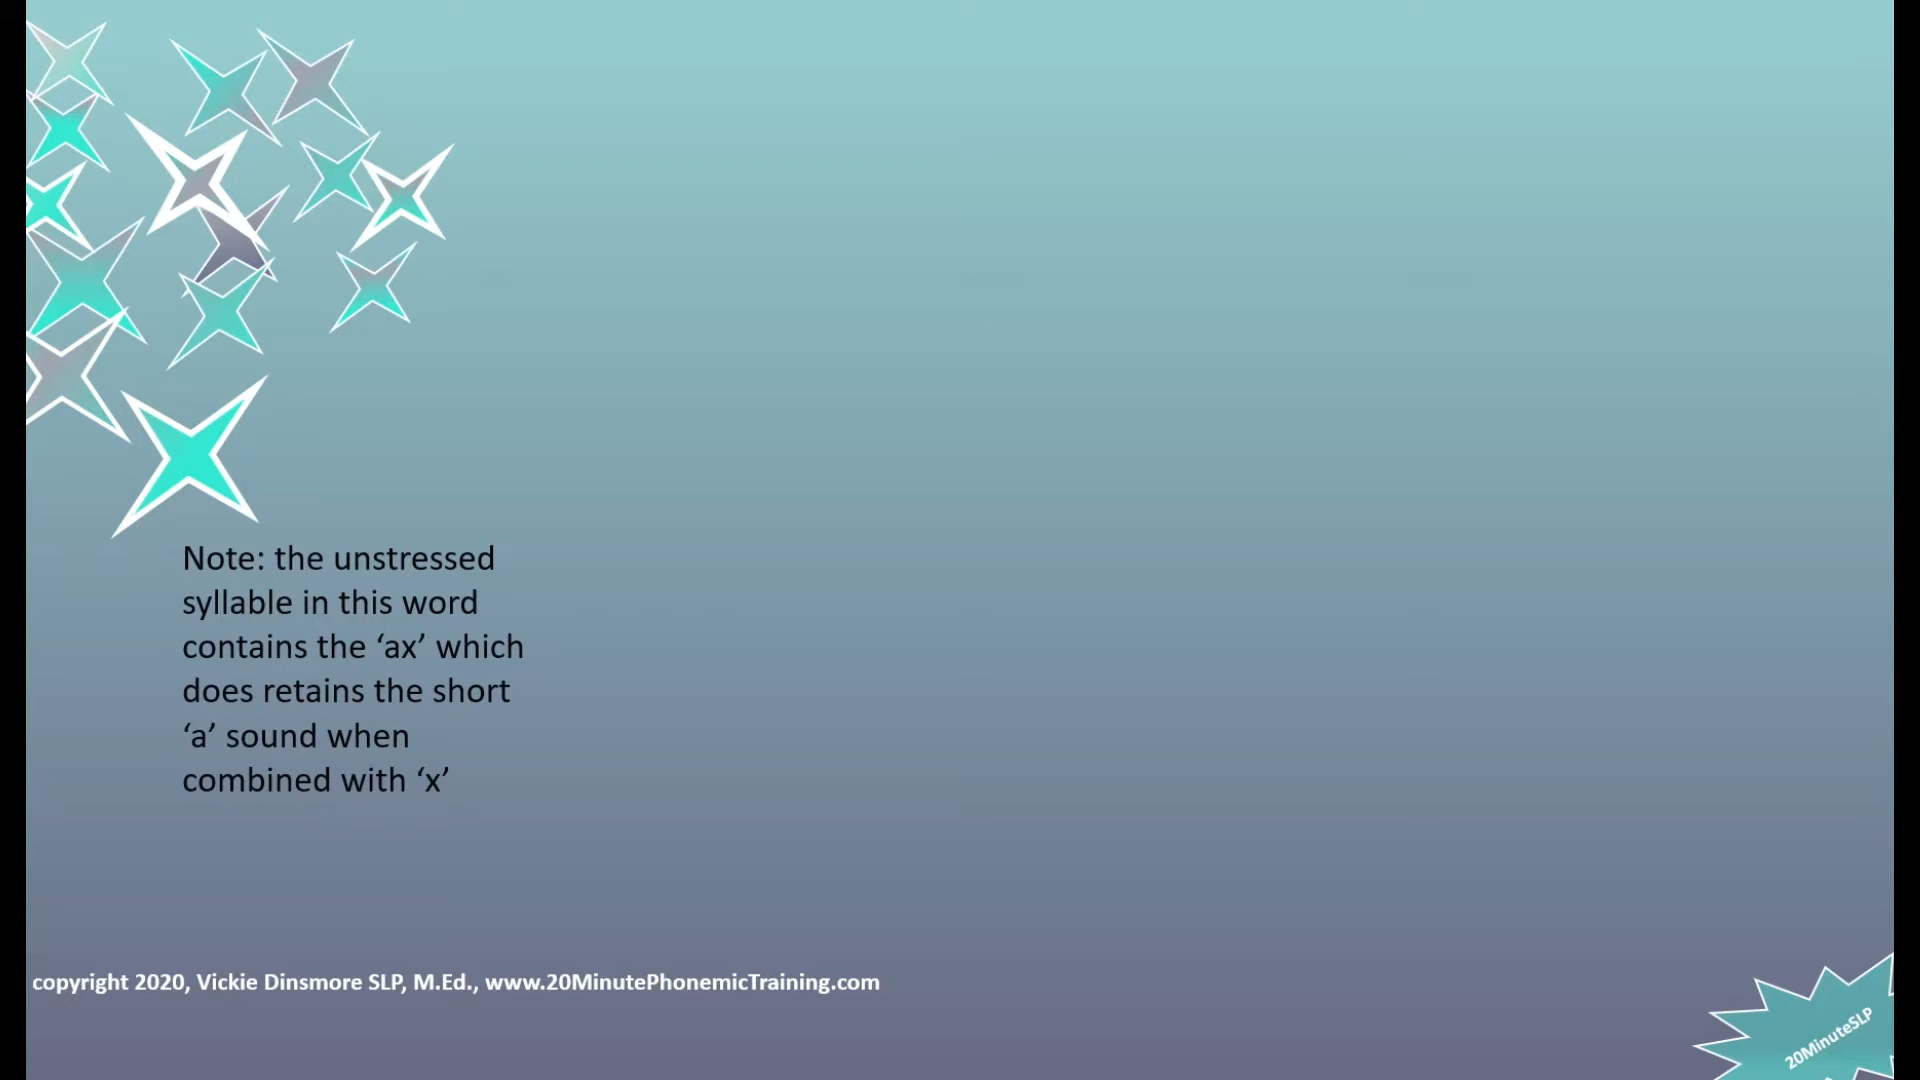 Note: the unstressed
syllable in this word
contains the ‘ax’ which
does retains the short
‘a’ sound when
combined with ‘x’
copyright 2020, Vickie Dinsmore SLP, M.Ed., www.20MinutePhonemicTraining.com
20MinuteSLP